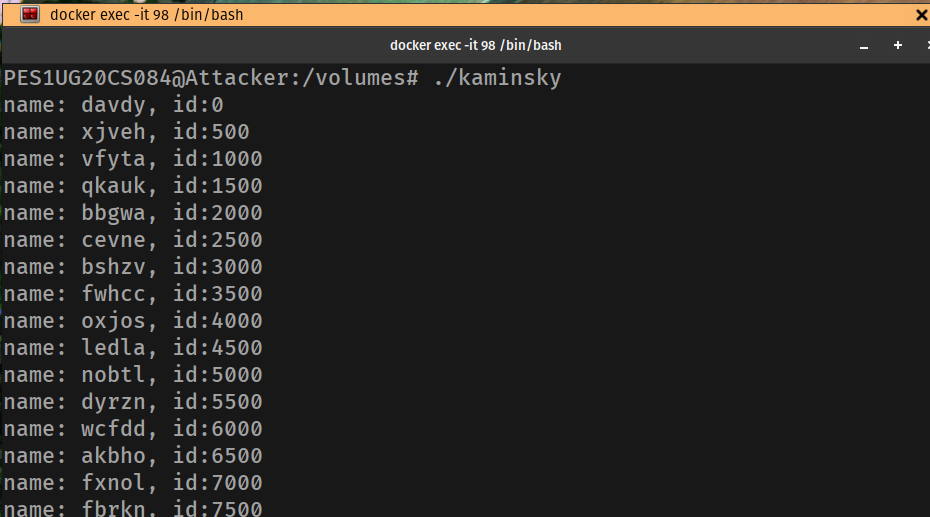 docker exec -it 98 /bin/bash
docker exec -it 98 /bin/bash
PES1UG20CS084@Attacker:/volumes# ./kaminsky
name: davdy, id:0
name: xjveh, id:500
name: vfyta, id:1000
name: qkauk, id:1500
name: bbgwa, id:2000
name: cevne, id:2500
name: bshzv, id:3000
name: fwhcc, id:3500
name: oxjos, id:4000
name: ledla, id:4500
name: nobtl, id:5000
name: dyrzn, id:5500
name: wcfdd, id:6000
name: akbho, id:6500
name: fxnol, id:7000
name: fbrkn, id:7500